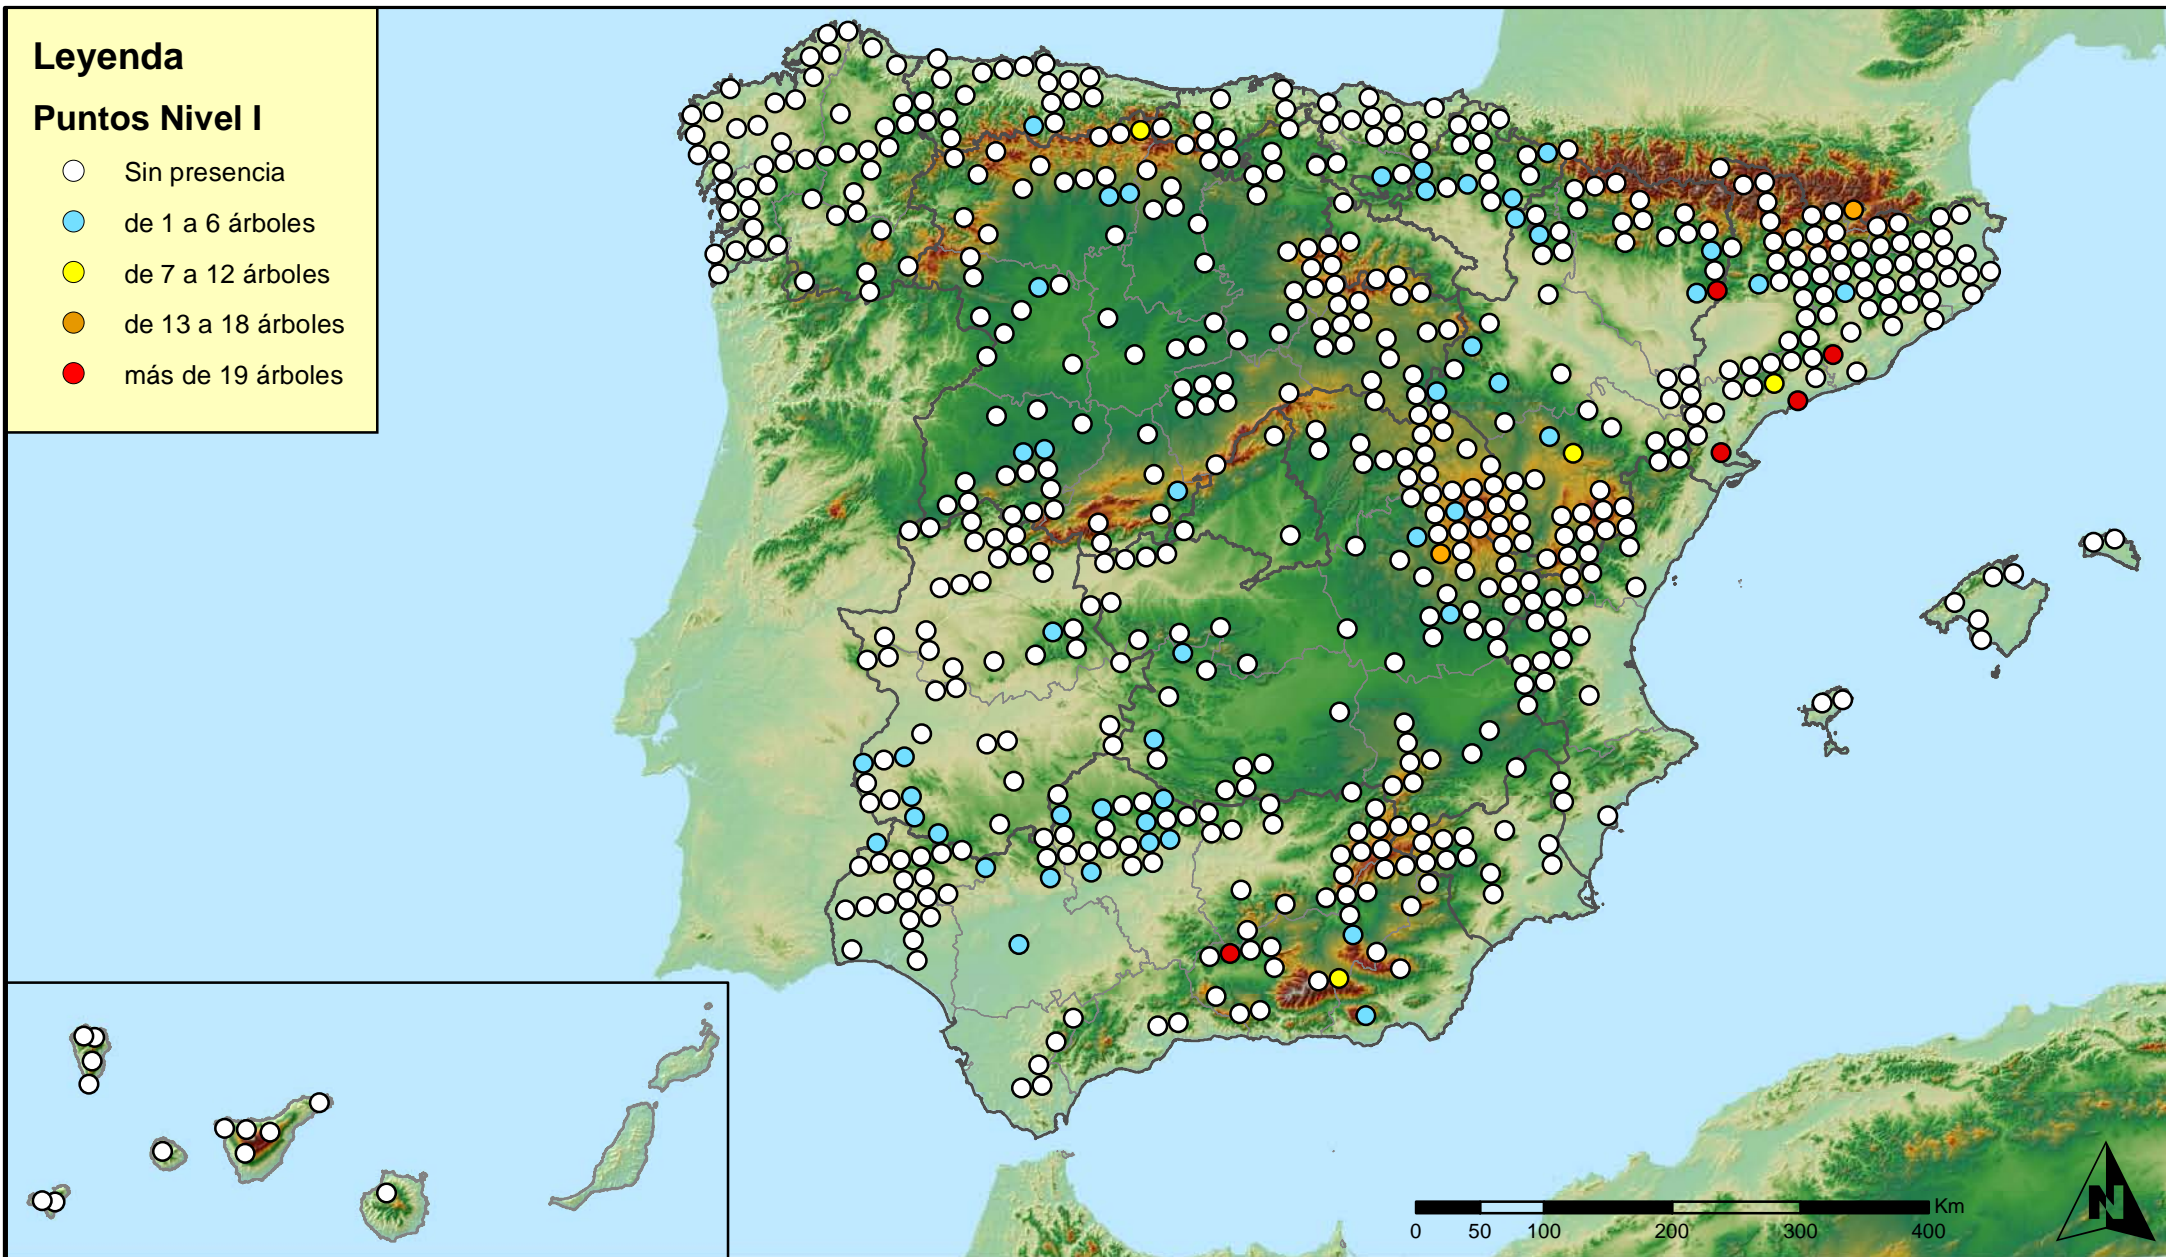 Leyenda
Puntos Nivel I
Sin presencia
de 1 a 6 árboles
de 7 a 12 árboles
de 13 a 18 árboles
más de 19 árboles
N
Km
0 50 100 200 300 400